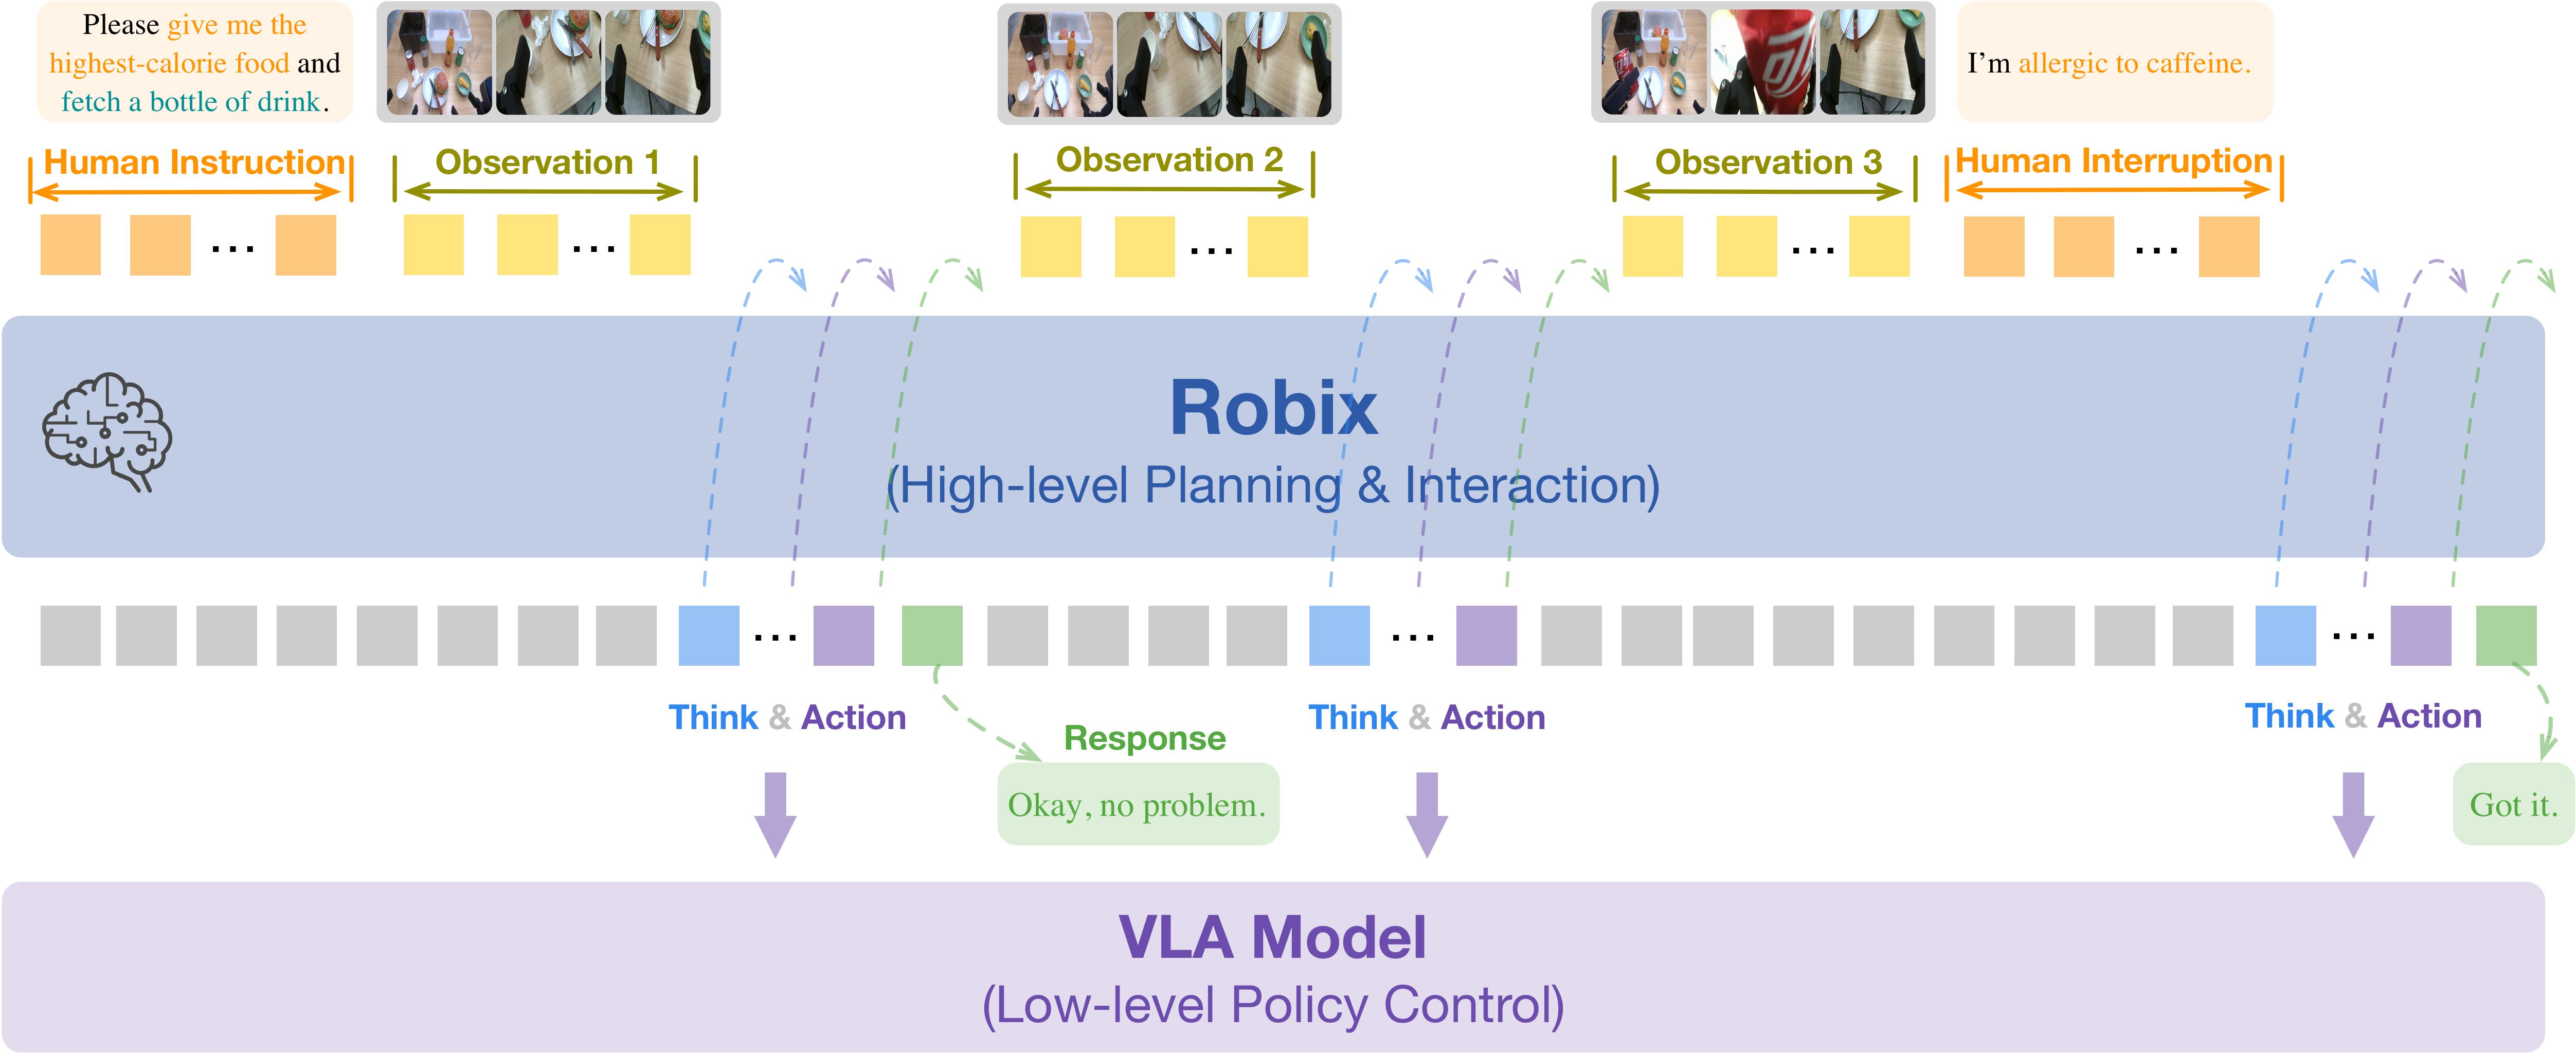 Please give me the
highest-calorie food and
fetch a bottle of drink.
I'm allergic to caffeine.
Human Instruction
Observation 1
Observation 2
Observation 3
Human Interruption
...
...
...
...
...
Robix
(High-level Planning & Interaction)
...
...
...
Think & Action
Think & Action
Think & Action
Response
Okay, no problem.
Got it.
VLA Model
(Low-level Policy Control)